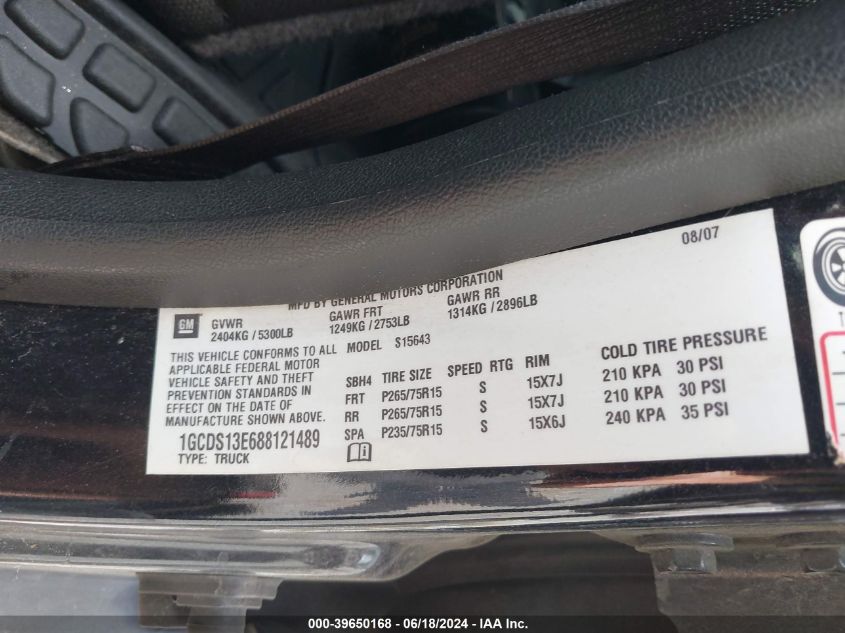 08/07
MFD BY GENERAL MOTORS CORPORATION
GM GVWR GAWR FRT GAWR RR
2404KG / 5300LB 1249KG / 2753LB 1314KG / 2896LB
THIS VEHICLE CONFORMS TO ALL MODEL S15643
APPLICABLE FEDERAL MOTOR
VEHICLE SAFETY AND THEFT
PREVENTION STANDARDS IN
EFFECT ON THE DATE OF
MANUFACTURE SHOWN ABOVE.
1GCDS13E688121489
TYPE: TRUCK
SBH4 TIRE SIZE SPEED RTG RIM COLD TIRE PRESSURE
FRT P265/75R15 S 15X7J 210 KPA 30 PSI
RR P265/75R15 S 15X7J 210 KPA 30 PSI
SPA P235/75R15 S 15X6J 240 KPA 35 PSI
000-39650168 - 06/18/2024 - IAA Inc.